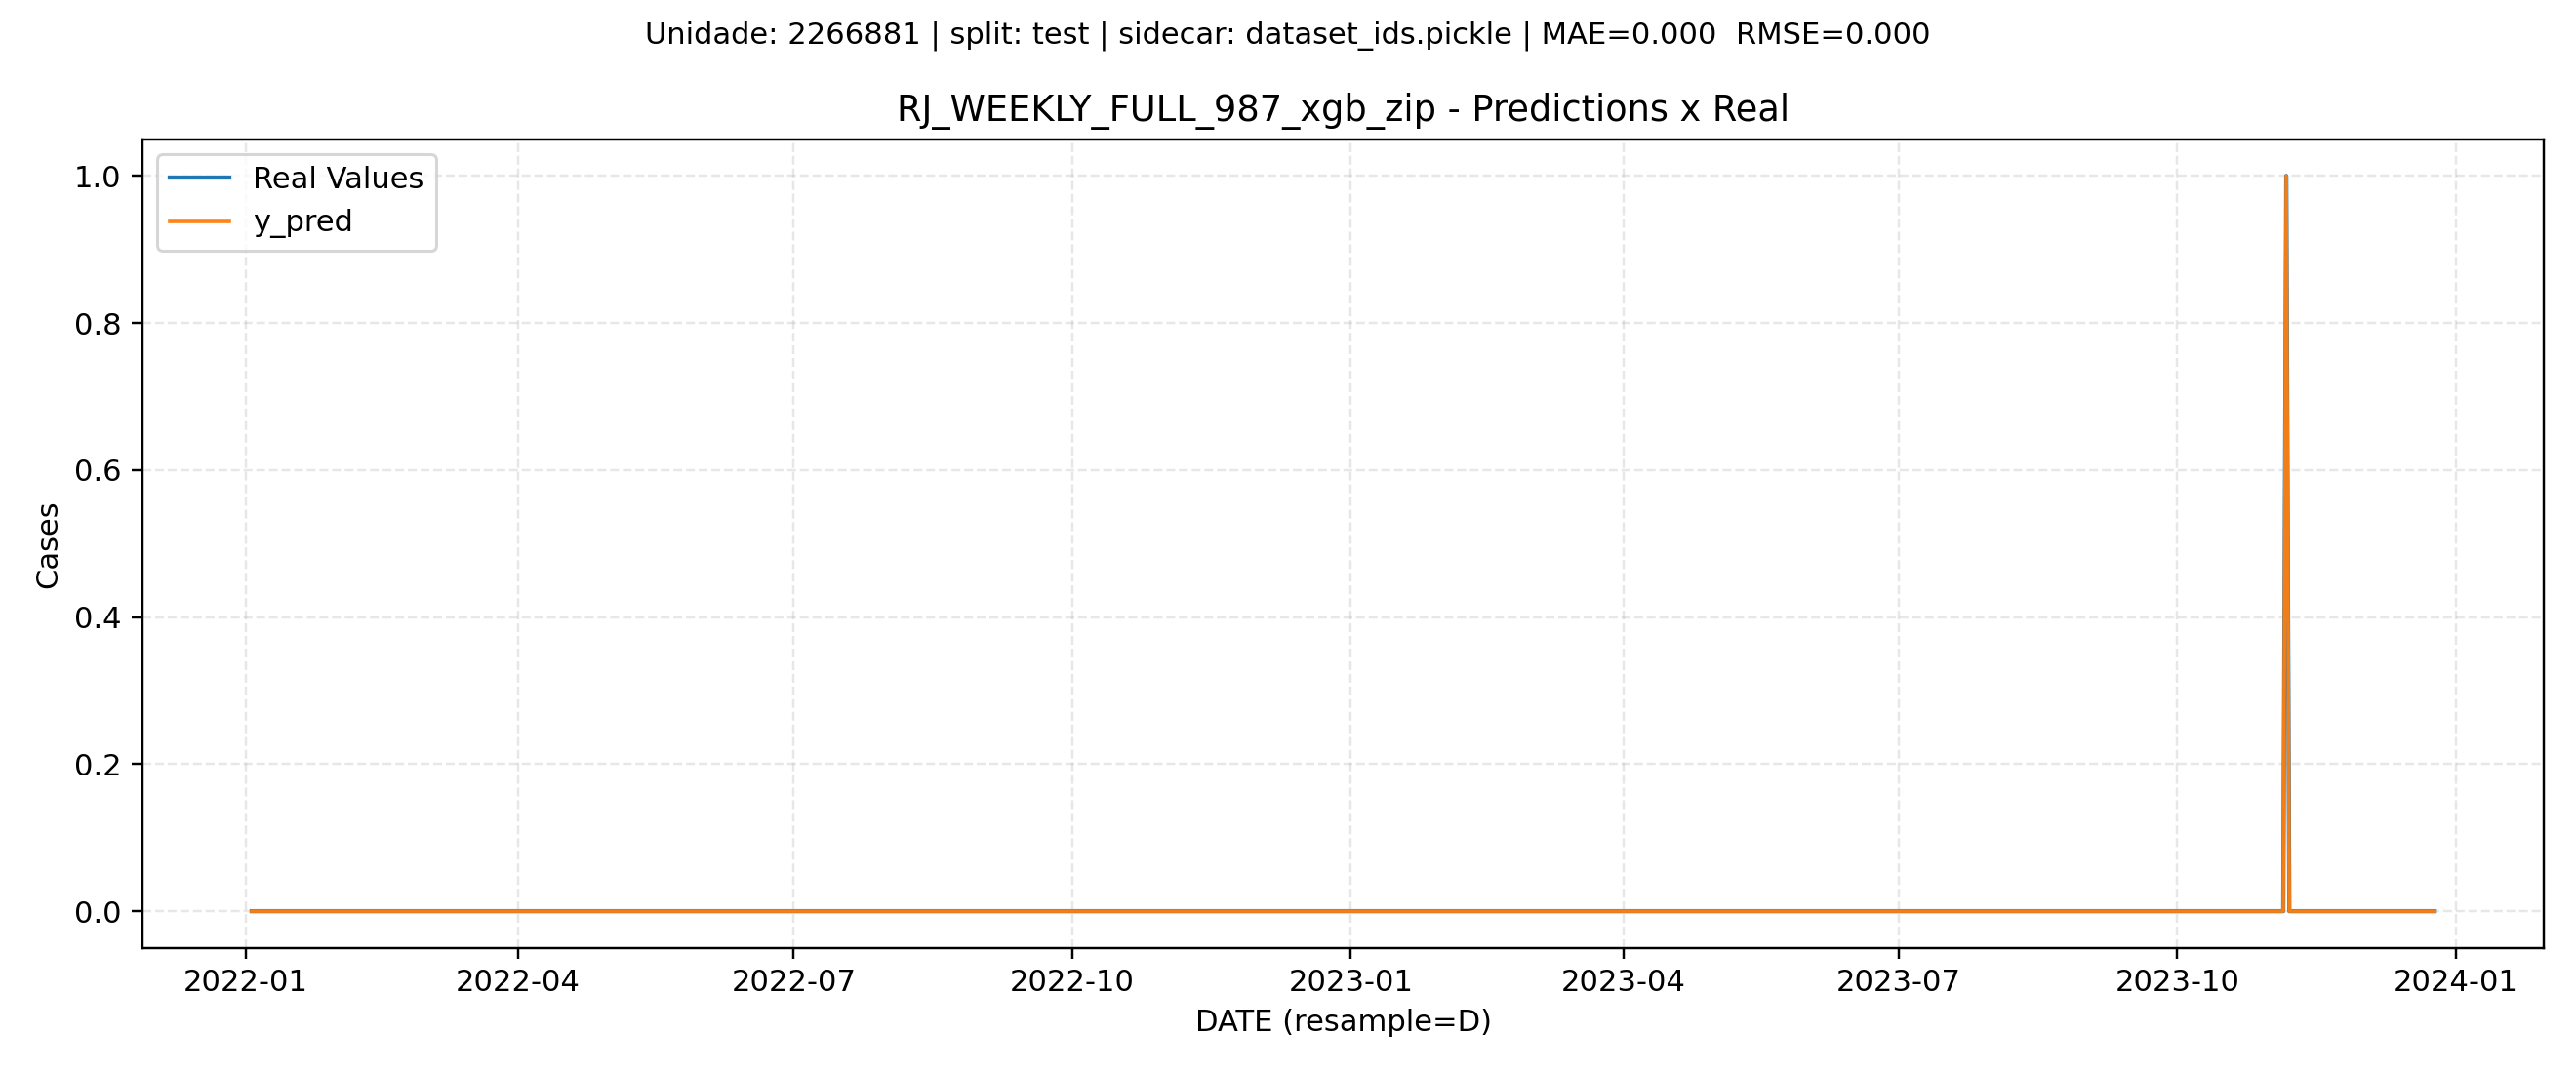 Unidade: 2266881 | split: test | sidecar: dataset_ids.pickle | MAE=0.000  RMSE=0.000
RJ_WEEKLY_FULL_987_xgb_zip - Predictions x Real
Real Values
y_pred
1.0
0.8
0.6
0.4
0.2
0.0
Cases
2022-01 2022-04 2022-07 2022-10 2023-01 2023-04 2023-07 2023-10 2024-01
DATE (resample=D)